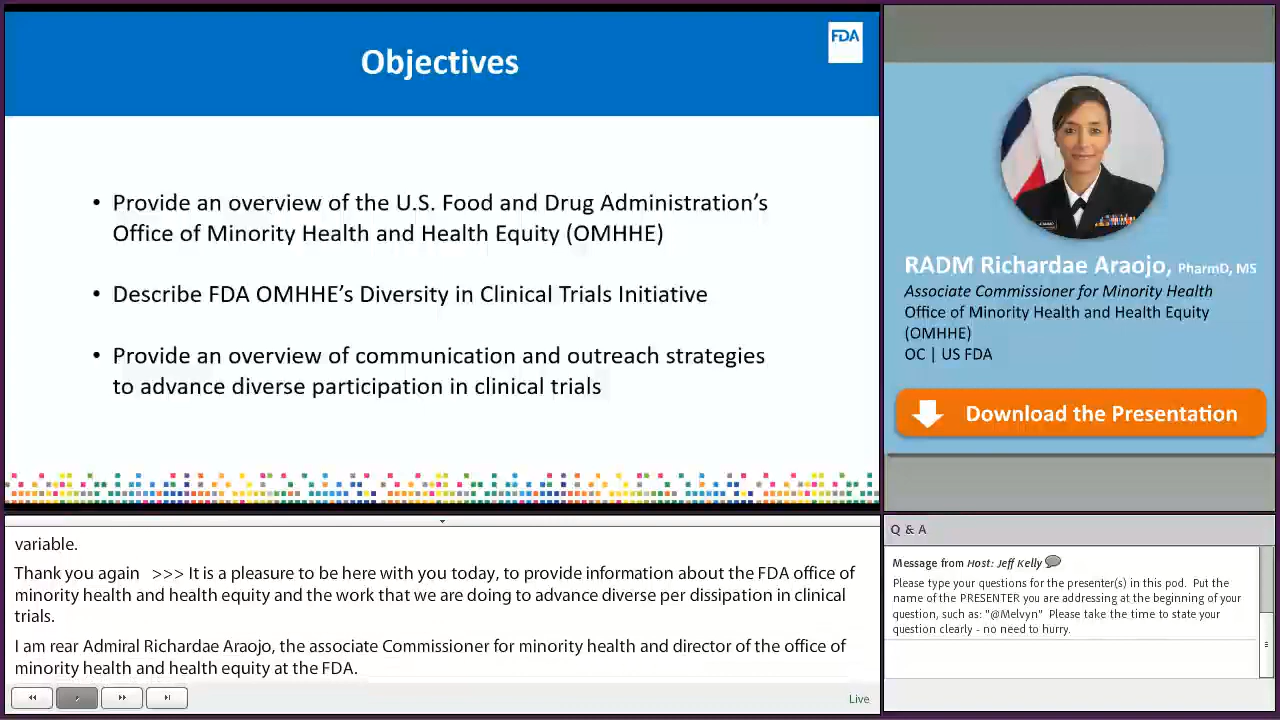 Objectives
FDA
• Provide an overview of the U.S. Food and Drug Administration's
Office of Minority Health and Health Equity (OMHHE)
• Describe FDA OMHHE's Diversity in Clinical Trials Initiative
• Provide an overview of communication and outreach strategies
to advance diverse participation in clinical trials
RADM Richardae Araojo, PharmD, MS
Associate Commissioner for Minority Health
Office of Minority Health and Health Equity
(OMHHE)
OC | US FDA
Download the Presentation
variable.
Thank you again >>> It is a pleasure to be here with you today, to provide information about the FDA office of
minority health and health equity and the work that we are doing to advance diverse per dissipation in clinical
trials.
I am rear Admiral Richardae Araojo, the associate Commissioner for minority health and director of the office of
minority health and health equity at the FDA.
Live
Q & A
Message from Host: Jeff Kelly
Please type your questions for the presenter(s) in this pod. Put the
name of the PRESENTER you are addressing at the beginning of your
question, such as: "@Melvyn" Please take the time to state your
question clearly - no need to hurry.